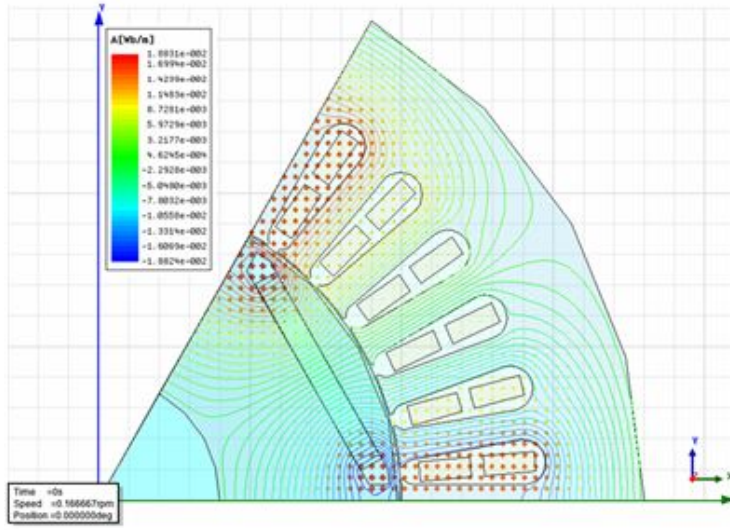 Y
A[Wb/m]
1.8831e-002
1.6994e-002
1.4299e-002
1.1483e-002
8.7281e-003
5.9729e-003
3.2177e-003
4.6245e-004
-2.2928e-003
-5.0480e-003
-7.8032e-003
-1.0558e-002
-1.3314e-002
-1.6069e-002
-1.8824e-002
Time =0s
Speed =0.166667rpm
Position =0.000000deg
Y
X